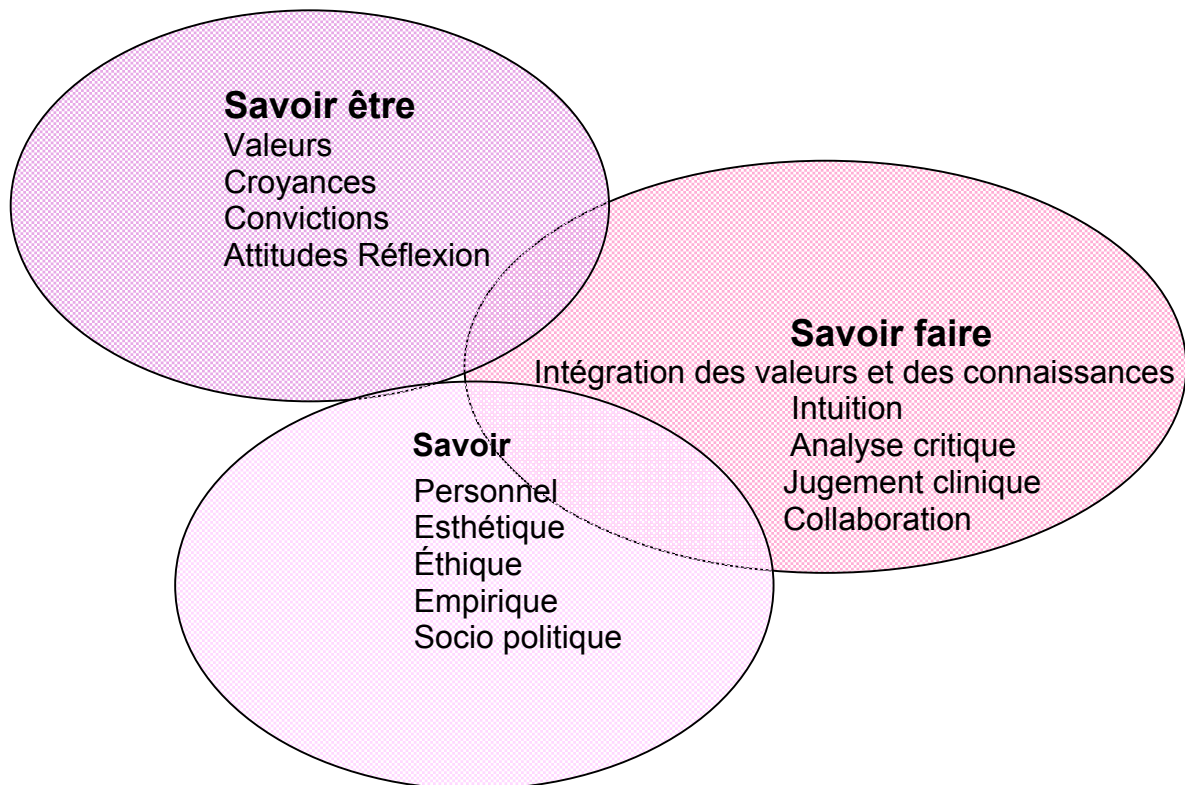 Savoir être
Valeurs
Croyances
Convictions
Attitudes Réflexion
Savoir faire
Intégration des valeurs et des connaissances
Intuition
Analyse critique
Jugement clinique
Collaboration
Savoir
Personnel
Esthétique
Éthique
Empirique
Socio politique